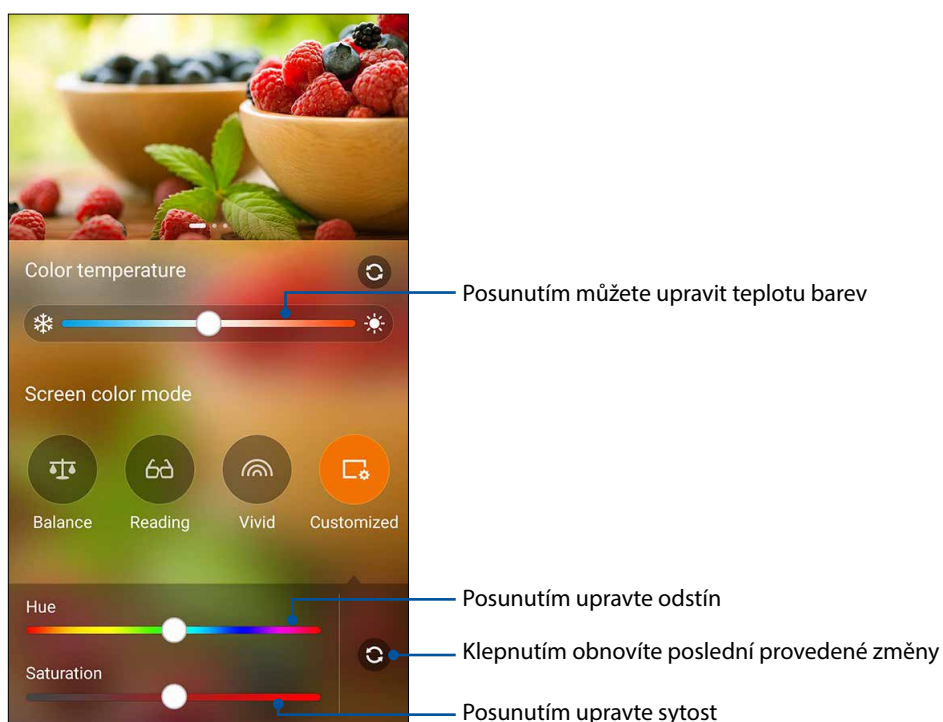 Color temperature
Posunutím můžete upravit teplotu barev
Screen color mode
Balance Reading Vivid Customized
Posunutím upravte odstín
Hue
Klepnutím obnovíte poslední provedené změny
Saturation
Posunutím upravte sytost